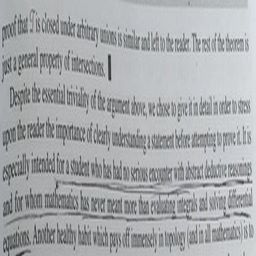 proof that 𝒯 is closed under arbitrary unions is similar and left to the reader. The rest of the theorem is
just a general property of intersections. ▌
Despite the essential triviality of the argument above, we chose to give it in detail in order to stress
upon the reader the importance of clearly understanding a statement before attempting to prove it. It is
especially intended for a student who has had no serious encounter with abstract deductive reasonings
and for whom mathematics has never meant more than evaluating integrals and solving differential
equations. Another healthy habit which pays off immensely in topology (and in all mathematics) is to